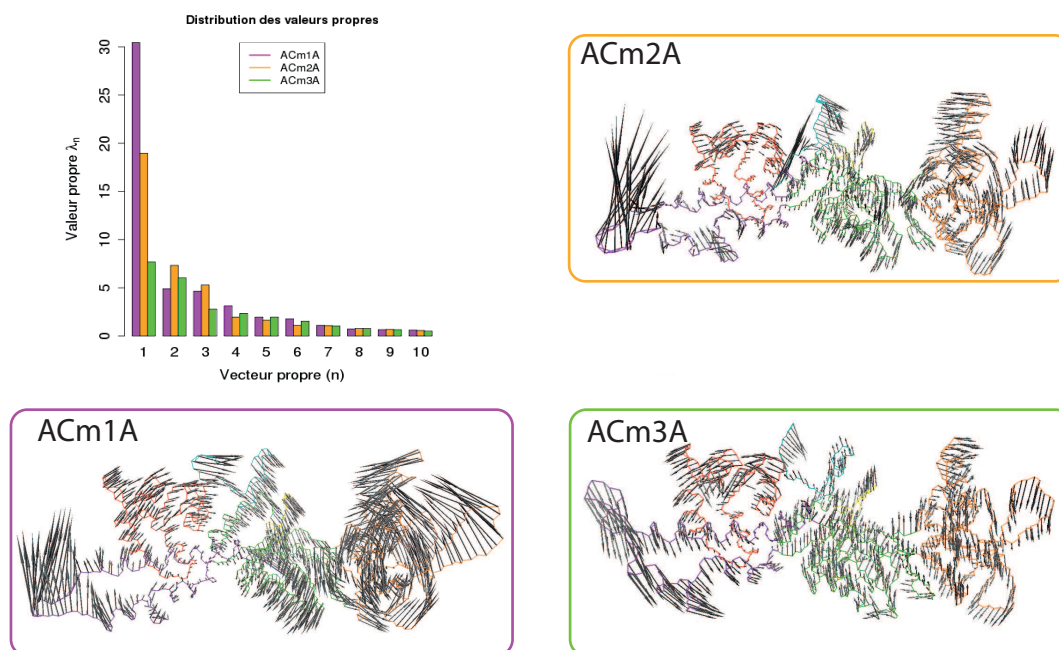 Distribution des valeurs propres
ACm1A
ACm2A
ACm3A
Valeur propre λn
30
25
20
15
10
5
0
1 2 3 4 5 6 7 8 9 10
Vecteur propre (n)
ACm2A
ACm1A
ACm3A